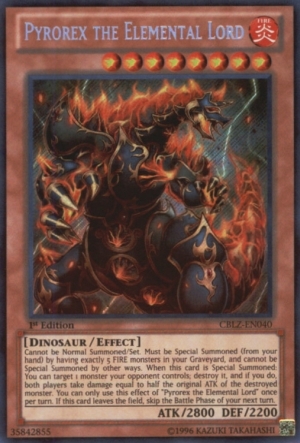 PYROREX THE ELEMENTAL LORD
FIRE
炎
1st Edition
CBLZ-EN040
[DINOSAUR / EFFECT]
Cannot be Normal Summoned/Set. Must be Special Summoned (from your
hand) by having exactly 5 FIRE monsters in your Graveyard, and cannot be
Special Summoned by other ways. When this card is Special Summoned:
You can target 1 monster your opponent controls; destroy it, and if you do,
both players take damage equal to half the original ATK of the destroyed
monster. You can only use this effect of "Pyrorex the Elemental Lord" once
per turn. If this card leaves the field, skip the Battle Phase of your next turn.
ATK/2800 DEF/2200
35842855
©1996 KAZUKI TAKAHASHI